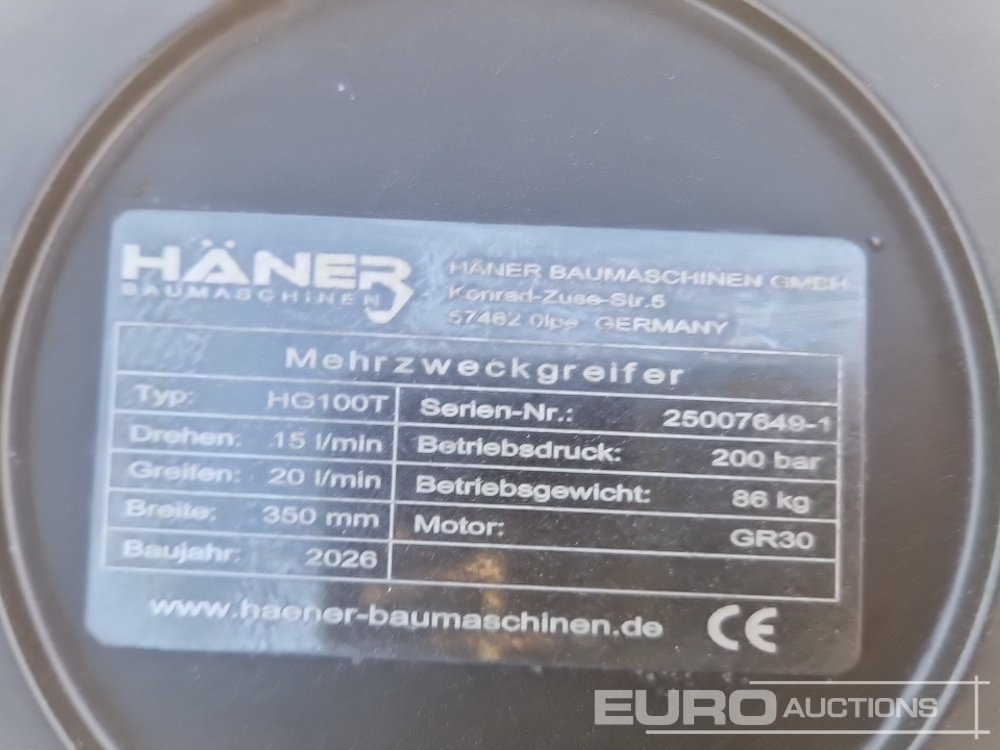 HÄNER
BAUMASCHINEN
HÄNER BAUMASCHINEN GMBH
Konrad-Zuse-Str.5
57462 Olpe GERMANY
Mehrzweckgreifer
Typ: HG100T
Serien-Nr.: 25007649-1
Drehen: 15 l/min
Betriebsdruck: 200 bar
Greifen: 20 l/min
Betriebsgewicht: 86 kg
Breite: 350 mm
Motor: GR30
Baujahr: 2026
www.haener-baumaschinen.de CE
EURO AUCTIONS